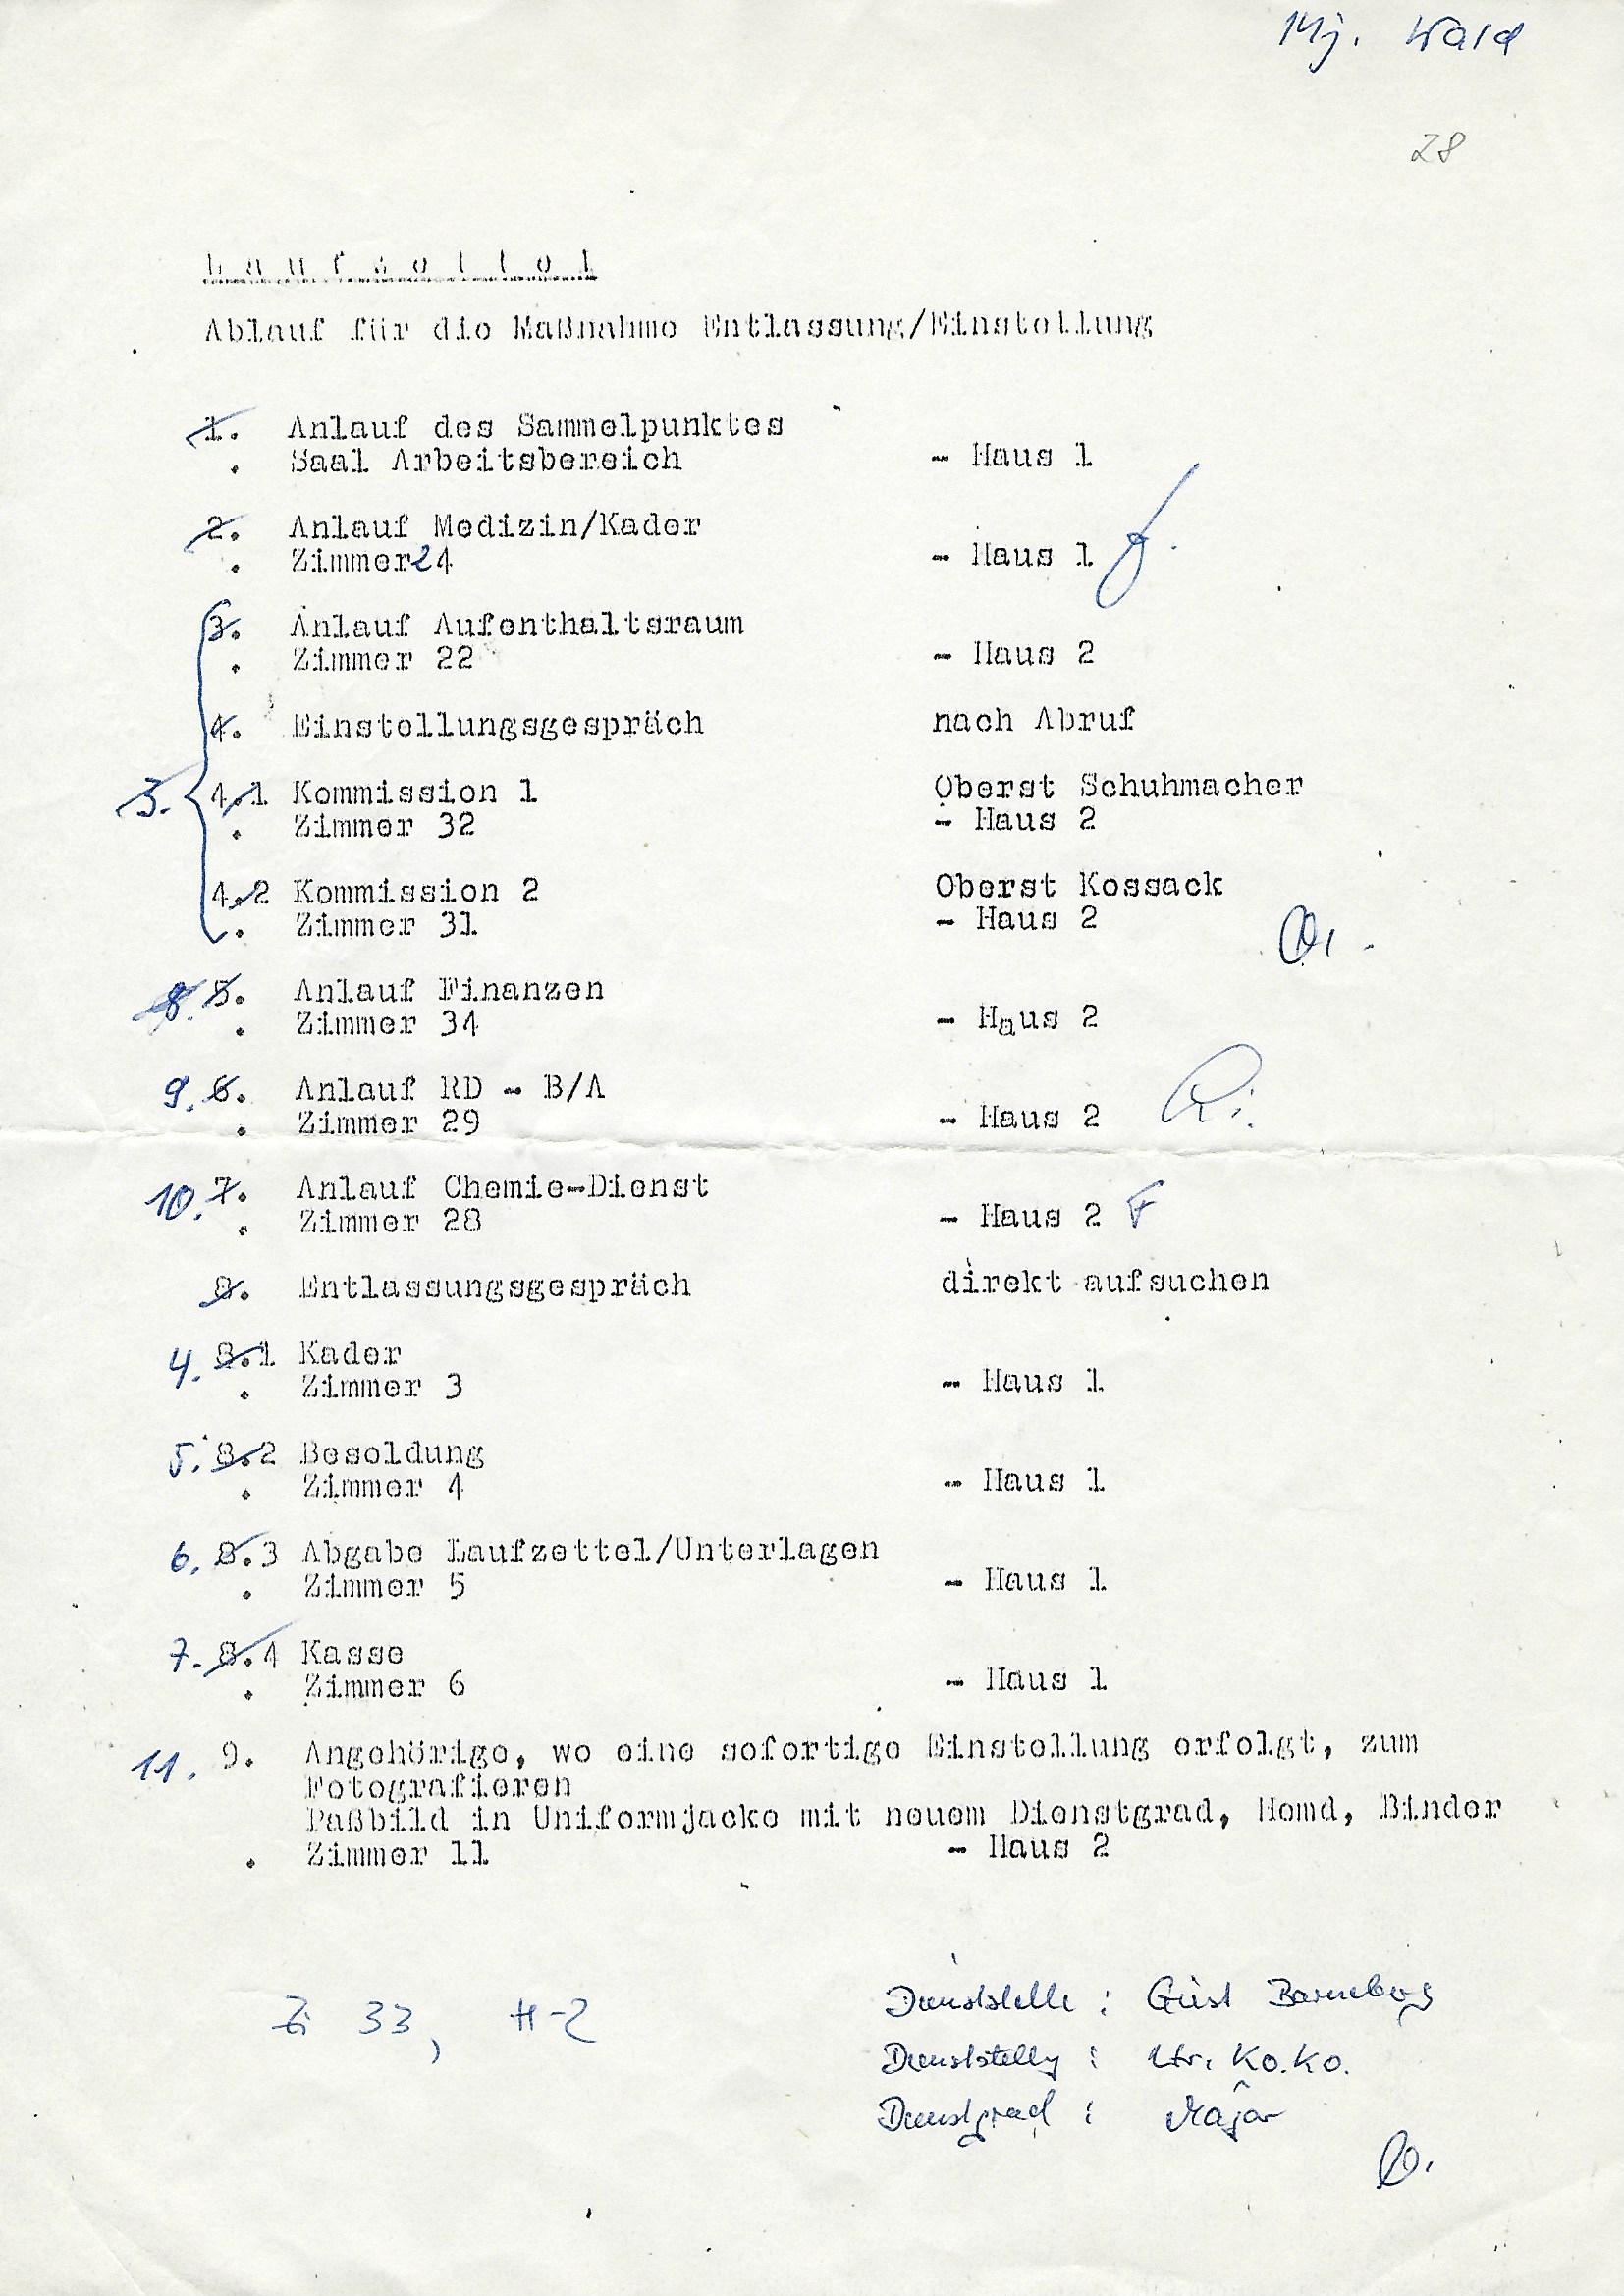 Mj. Wald
28
Laufzettel
Ablauf für die Maßnahme Entlassung/Einstellung
1. Anlauf des Sammelpunktes
. Saal Arbeitsbereich - Haus 1
2. Anlauf Medizin/Kader
. Zimmer 24 - Haus 1
3. Anlauf Aufenthaltsraum
. Zimmer 22 - Haus 2
4. Einstellungsgespräch nach Abruf
3. 4.1 Kommission 1 Oberst Schuhmacher
. Zimmer 32 - Haus 2
4.2 Kommission 2 Oberst Kossack
. Zimmer 31 - Haus 2
8. 5. Anlauf Finanzen
. Zimmer 34 - Haus 2
9. 6. Anlauf RD - B/A
. Zimmer 29 - Haus 2
10. 7. Anlauf Chemie-Dienst
. Zimmer 28 - Haus 2 F
8. Entlassungsgespräch direkt aufsuchen
4. 8.1 Kader
. Zimmer 3 - Haus 1
5. 8.2 Besoldung
. Zimmer 4 - Haus 1
6. 8.3 Abgabe Laufzettel/Unterlagen
. Zimmer 5 - Haus 1
7. 8.4 Kasse
. Zimmer 6 - Haus 1
11. 9. Angehörige, wo eine sofortige Einstellung erfolgt, zum
Fotografieren
Paßbild in Uniformjacke mit neuem Dienstgrad, Hemd, Binder
. Zimmer 11 - Haus 2
Zi 33, H-2
Dienststelle : Güst Barneberg
Dienststellg : Ko.Ko.
Dienstgrad : Major